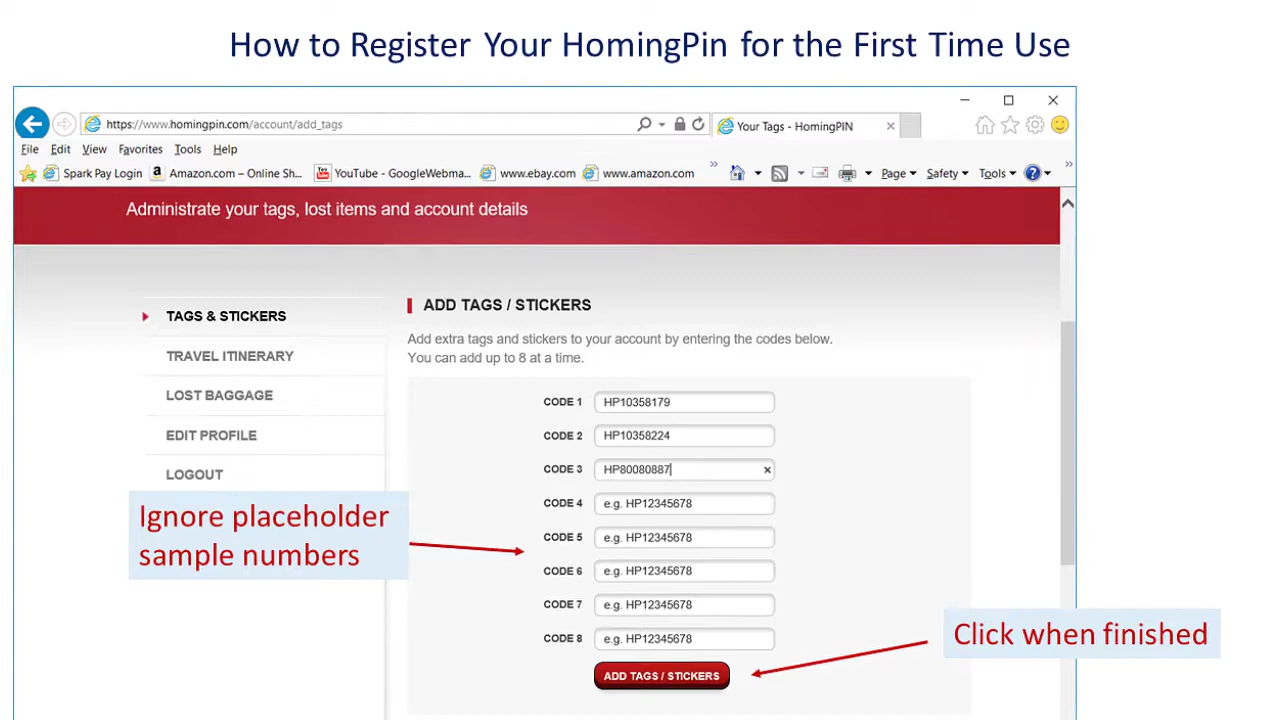 How to Register Your HomingPin for the First Time Use
https://www.homingpin.com/account/add_tags
Your Tags - HomingPIN
File Edit View Favorites Tools Help
Spark Pay Login Amazon.com – Online Sh... YouTube - GoogleWebma... www.ebay.com www.amazon.com Page Safety Tools
Administrate your tags, lost items and account details
TAGS & STICKERS
TRAVEL ITINERARY
LOST BAGGAGE
EDIT PROFILE
LOGOUT
ADD TAGS / STICKERS
Add extra tags and stickers to your account by entering the codes below.
You can add up to 8 at a time.
CODE 1 HP10358179
CODE 2 HP10358224
CODE 3 HP80080887
CODE 4 e.g. HP12345678
CODE 5 e.g. HP12345678
CODE 6 e.g. HP12345678
CODE 7 e.g. HP12345678
CODE 8 e.g. HP12345678
ADD TAGS / STICKERS
Ignore placeholder
sample numbers
Click when finished